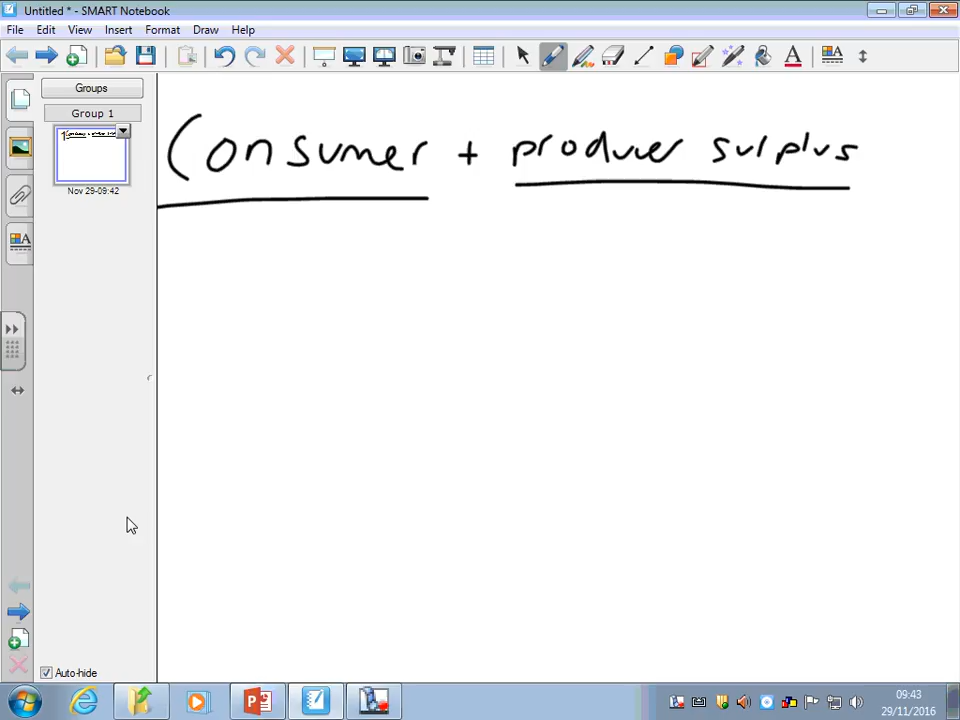 Untitled * - SMART Notebook
File Edit View Insert Format Draw Help
Groups
Group 1
Nov 29-09:42
Consumer + producer surplus
Auto-hide
09:43
29/11/2016